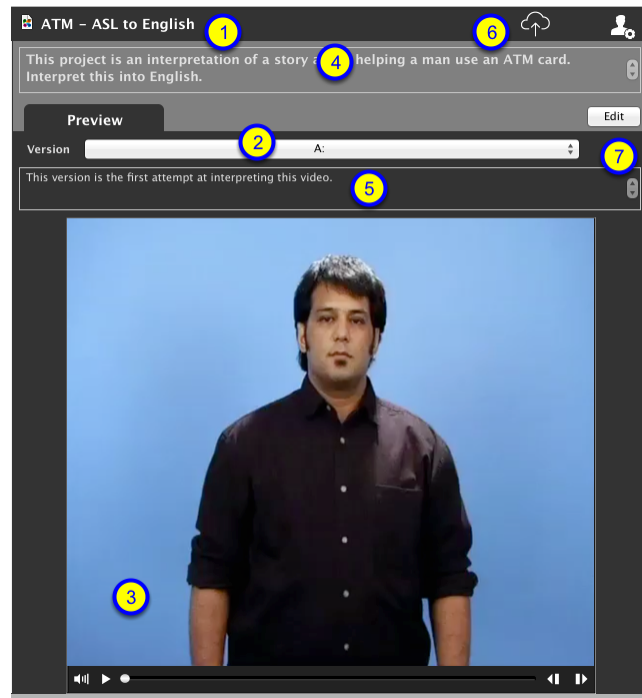 ATM – ASL to English
1
6
This project is an interpretation of a story a 4 helping a man use an ATM card.
Interpret this into English.
Preview
Edit
Version
2
A:
7
This version is the first attempt at interpreting this video.
5
3